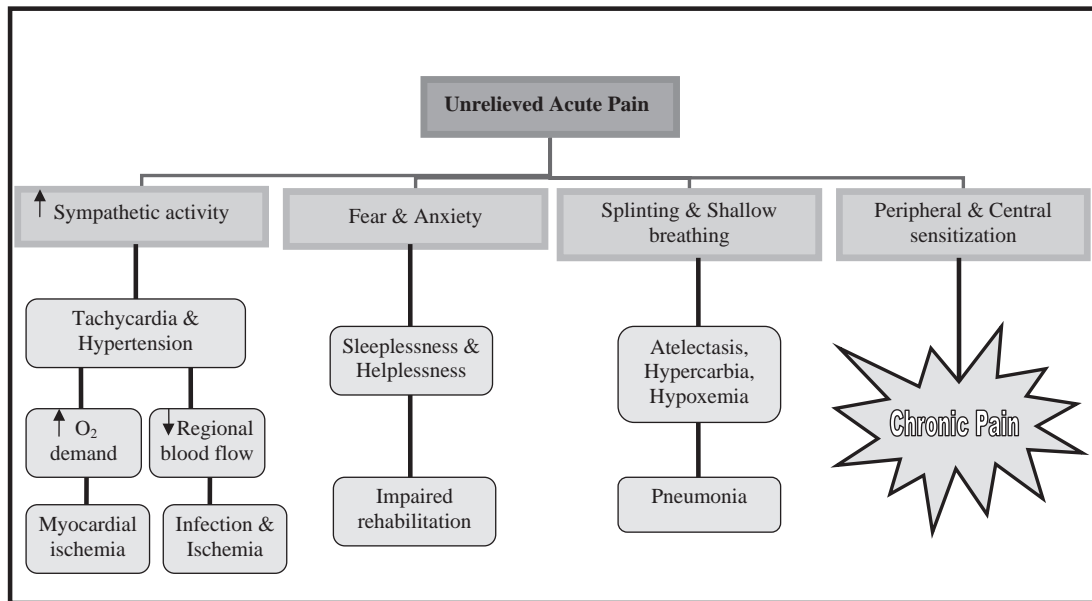 Unrelieved Acute Pain
↑ Sympathetic activity
Fear & Anxiety
Splinting & Shallow
breathing
Peripheral & Central
sensitization
Tachycardia &
Hypertension
↑ O₂
demand
↓ Regional
blood flow
Myocardial
ischemia
Infection &
Ischemia
Sleeplessness &
Helplessness
Impaired
rehabilitation
Atelectasis,
Hypercarbia,
Hypoxemia
Pneumonia
Chronic Pain